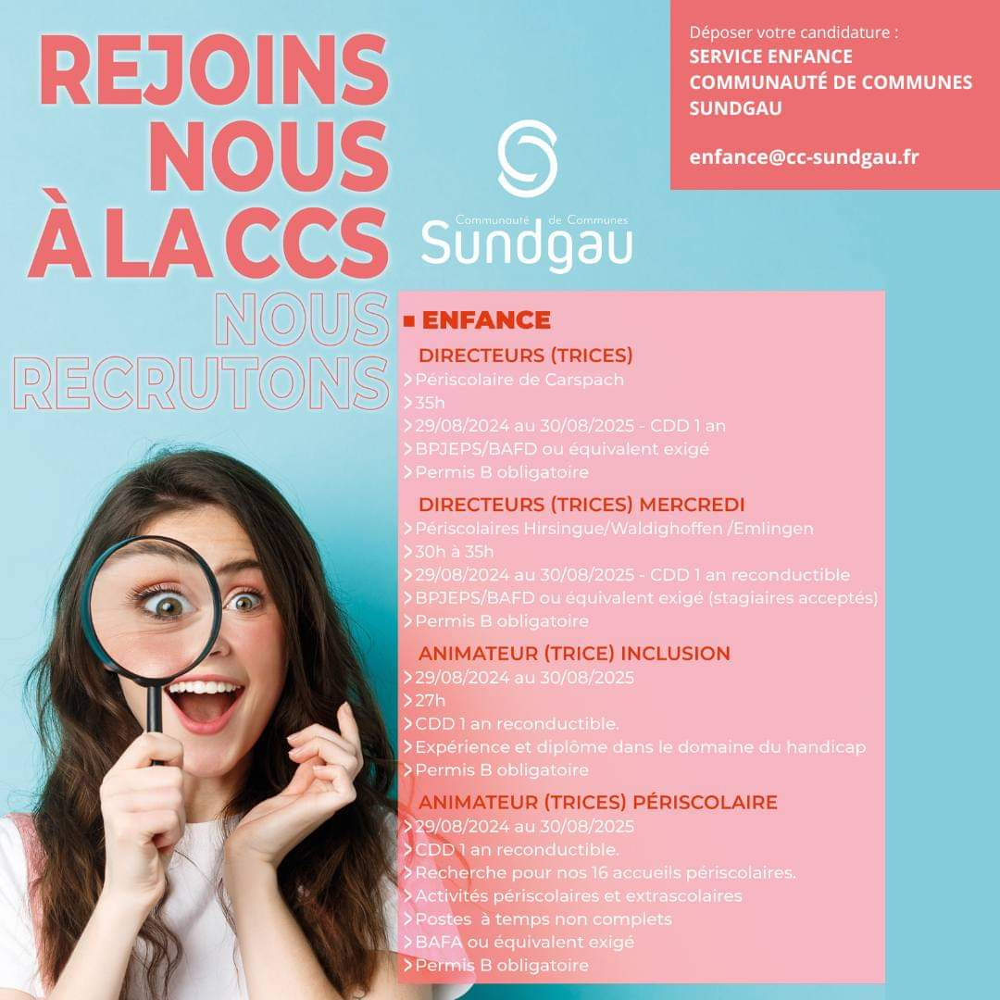 REJOINS
NOUS
À LA CCS
NOUS
RECRUTONS
Déposer votre candidature :
SERVICE ENFANCE
COMMUNAUTÉ DE COMMUNES
SUNDGAU
enfance@cc-sundgau.fr
Communauté de Communes
Sundgau
■ ENFANCE
DIRECTEURS (TRICES)
>Périscolaire de Carspach
>35h
>29/08/2024 au 30/08/2025 - CDD 1 an
>BPJEPS/BAFD ou équivalent exigé
>Permis B obligatoire
DIRECTEURS (TRICES) MERCREDI
>Périscolaires Hirsingue/Waldighoffen /Emlingen
>30h à 35h
>29/08/2024 au 30/08/2025 - CDD 1 an reconductible
>BPJEPS/BAFD ou équivalent exigé (stagiaires acceptés)
>Permis B obligatoire
ANIMATEUR (TRICE) INCLUSION
>29/08/2024 au 30/08/2025
>27h
>CDD 1 an reconductible.
>Expérience et diplôme dans le domaine du handicap
>Permis B obligatoire
ANIMATEUR (TRICES) PÉRISCOLAIRE
>29/08/2024 au 30/08/2025
>CDD 1 an reconductible.
>Recherche pour nos 16 accueils périscolaires.
>Activités périscolaires et extrascolaires
>Postes à temps non complets
>BAFA ou équivalent exigé
>Permis B obligatoire